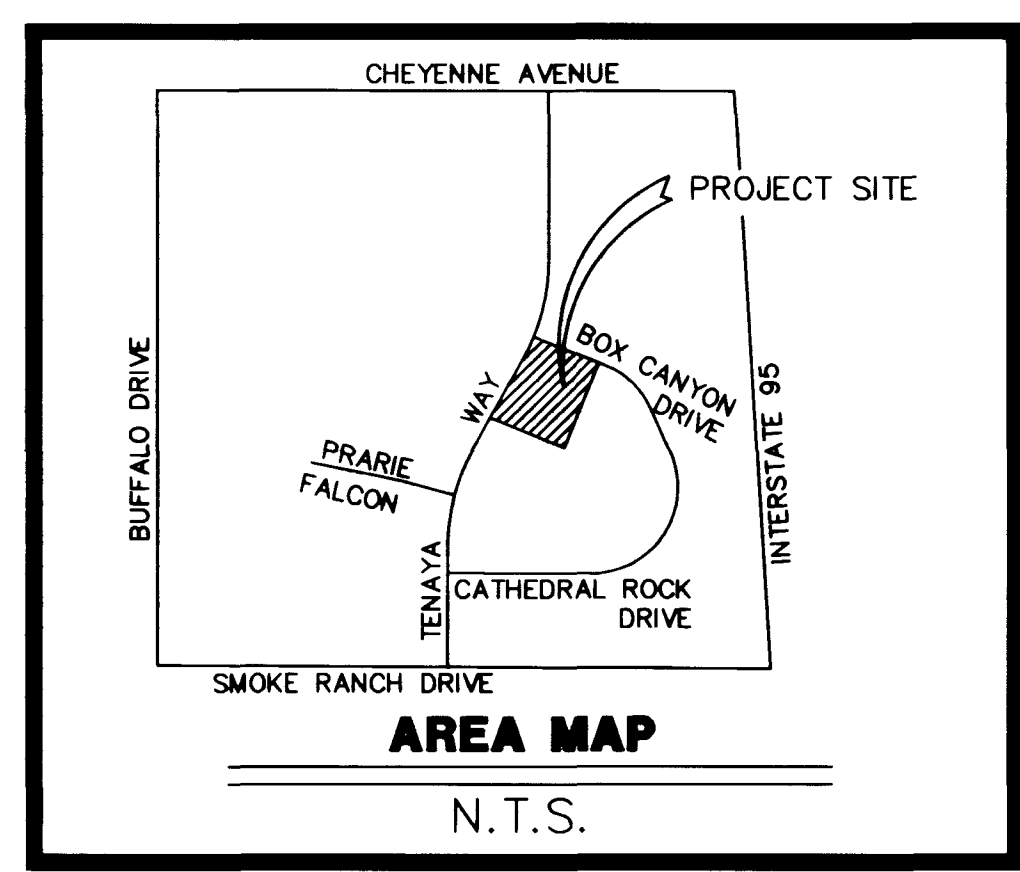 CHEYENNE AVENUE
PROJECT SITE
BOX CANYON
DRIVE
BUFFALO DRIVE
WAY
INTERSTATE 95
PRARIE
FALCON
TENAYA
CATHEDRAL ROCK
DRIVE
SMOKE RANCH DRIVE
AREA MAP
N.T.S.